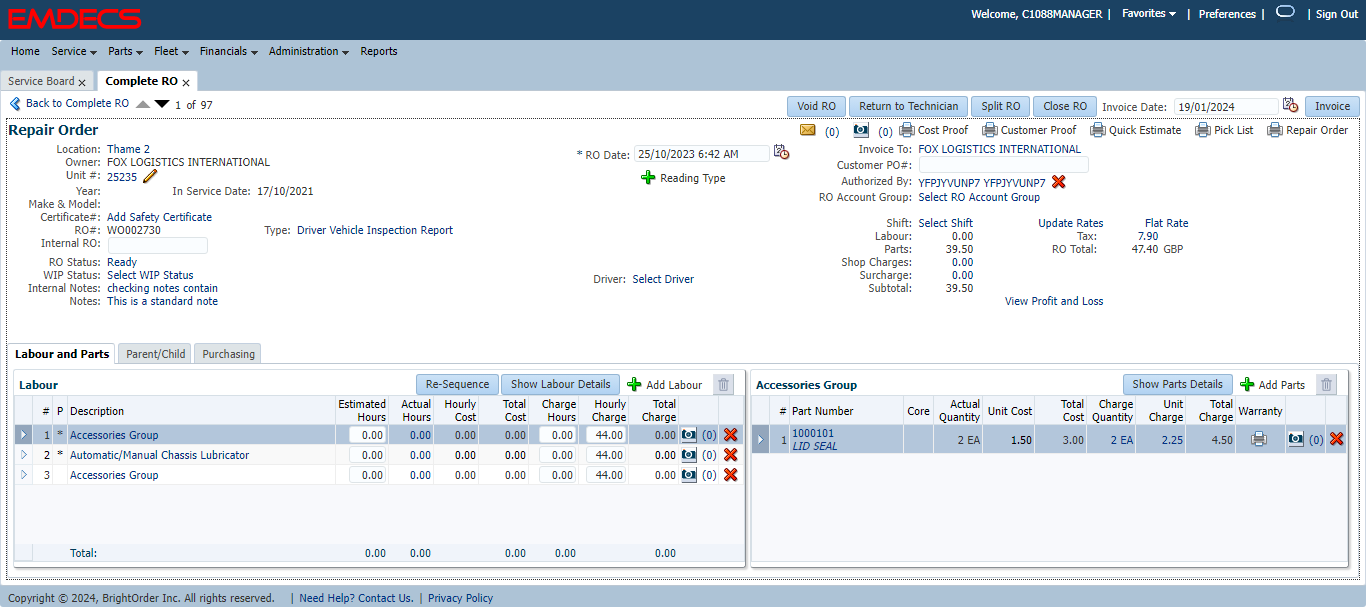 EMDECS
Welcome, C1088MANAGER | Favorites | Preferences | | Sign Out
Home Service Parts Fleet Financials Administration Reports
Service Board x Complete RO x
Back to Complete RO 1 of 97 Void RO Return to Technician Split RO Close RO Invoice Date: 19/01/2024 Invoice
Repair Order (0) (0) Cost Proof Customer Proof Quick Estimate Pick List Repair Order
Location: Thame 2
Owner: FOX LOGISTICS INTERNATIONAL
Unit #: 25235
Year: In Service Date: 17/10/2021
Make & Model:
Certificate#: Add Safety Certificate
RO#: WO002730 Type: Driver Vehicle Inspection Report
Internal RO:
RO Status: Ready
WIP Status: Select WIP Status
Internal Notes: checking notes contain
Notes: This is a standard note
* RO Date: 25/10/2023 6:42 AM
Reading Type
Driver: Select Driver
Invoice To: FOX LOGISTICS INTERNATIONAL
Customer PO#:
Authorized By: YFPJYVUNP7 YFPJYVUNP7
RO Account Group: Select RO Account Group
Shift: Select Shift Update Rates Flat Rate
Labour: 0.00 Tax: 7.90
Parts: 39.50 RO Total: 47.40 GBP
Shop Charges: 0.00
Surcharge: 0.00
Subtotal: 39.50
View Profit and Loss
Labour and Parts Parent/Child Purchasing
Labour Re-Sequence Show Labour Details Add Labour
# P Description Estimated Hours Actual Hours Hourly Cost Total Cost Charge Hours Hourly Charge Total Charge
1 * Accessories Group 0.00 0.00 0.00 0.00 0.00 44.00 0.00 (0)
2 * Automatic/Manual Chassis Lubricator 0.00 0.00 0.00 0.00 0.00 44.00 0.00 (0)
3 Accessories Group 0.00 0.00 0.00 0.00 0.00 44.00 0.00 (0)
Total: 0.00 0.00 0.00 0.00 0.00
Accessories Group Show Parts Details Add Parts
# Part Number Core Actual Quantity Unit Cost Total Cost Charge Quantity Unit Charge Total Charge Warranty
1 1000101 2 EA 1.50 3.00 2 EA 2.25 4.50 (0)
LID SEAL
Copyright © 2024, BrightOrder Inc. All rights reserved. | Need Help? Contact Us. | Privacy Policy